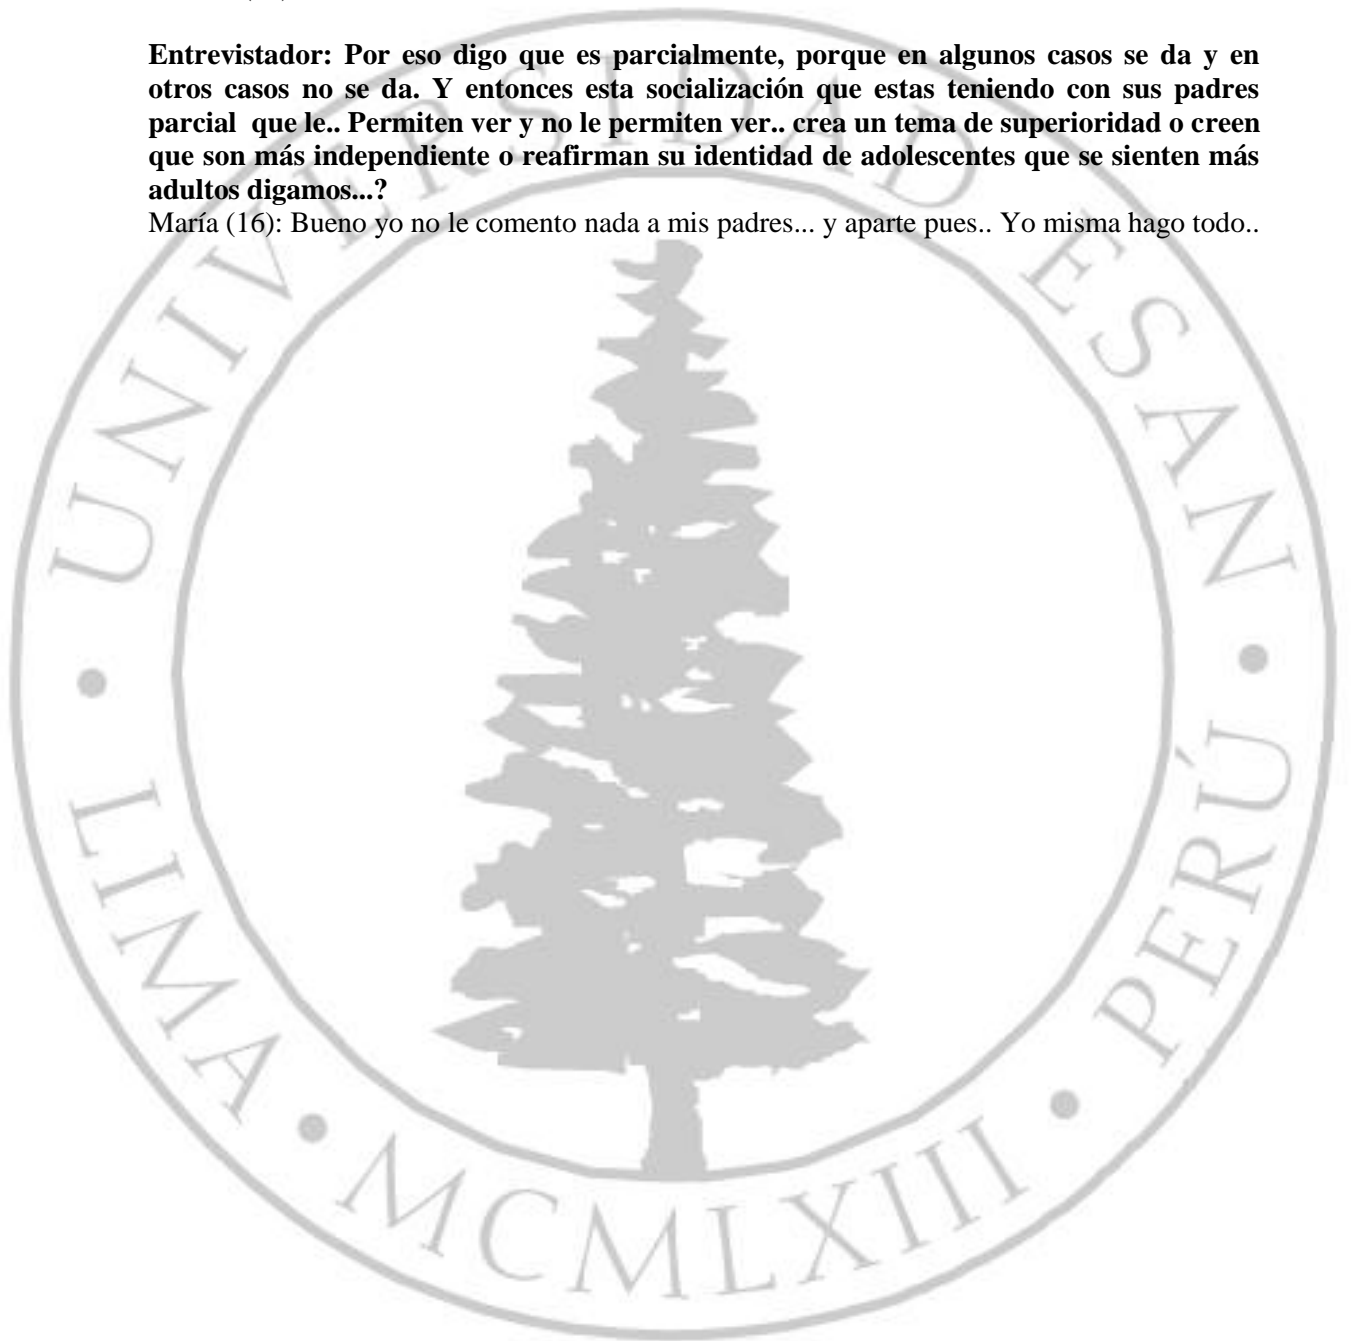 Entrevistador: Por eso digo que es parcialmente, porque en algunos casos se da y en
otros casos no se da. Y entonces esta socialización que estas teniendo con sus padres
parcial que le.. Permiten ver y no le permiten ver.. crea un tema de superioridad o creen
que son más independiente o reafirman su identidad de adolescentes que se sienten más
adultos digamos...?
María (16): Bueno yo no le comento nada a mis padres... y aparte pues.. Yo misma hago todo..
UNIVERSIDAD ESAN
LIMA • MCMLXIII • PERÚ